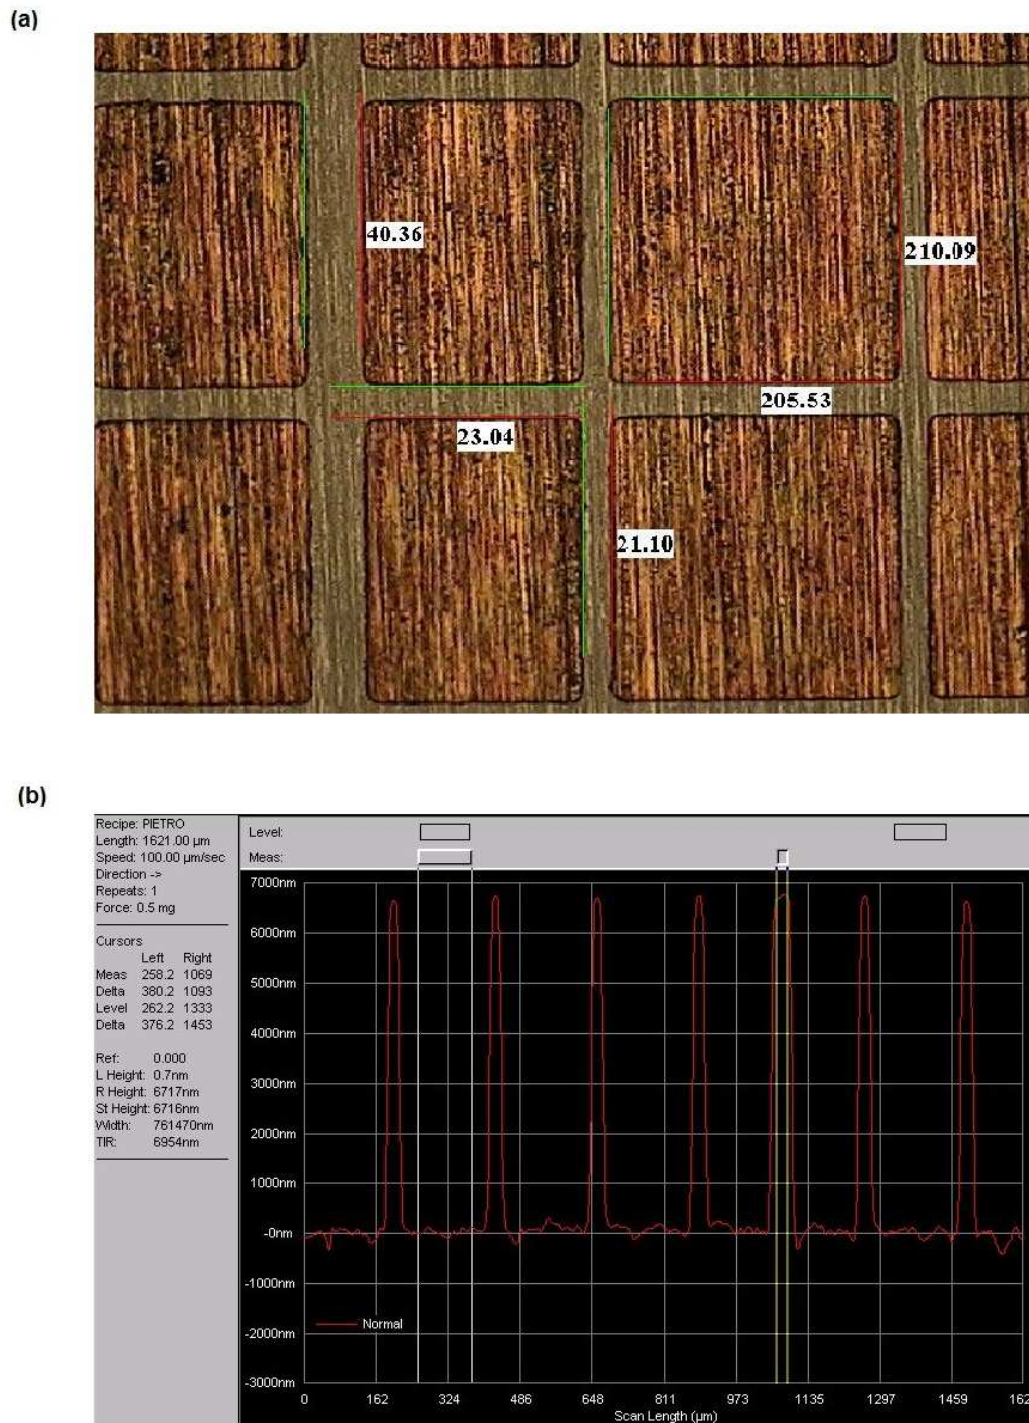 (a)
40.36
210.09
205.53
23.04
21.10
(b)
Recipe: PIETRO
Length: 1621.00 µm
Speed: 100.00 µm/sec
Direction ->
Repeats: 1
Force: 0.5 mg
Cursors
Left Right
Meas 258.2 1069
Delta 380.2 1093
Level 262.2 1333
Delta 376.2 1453
Ref: 0.000
L Height: 0.7nm
R Height: 6717nm
St Height: 6716nm
Width: 761470nm
TIR: 6954nm
Level:
Meas:
7000nm
6000nm
5000nm
4000nm
3000nm
2000nm
1000nm
-0nm
-1000nm
-2000nm
-3000nm
Normal
0 162 324 486 648 811 973 1135 1297 1459 162
Scan Length (µm)